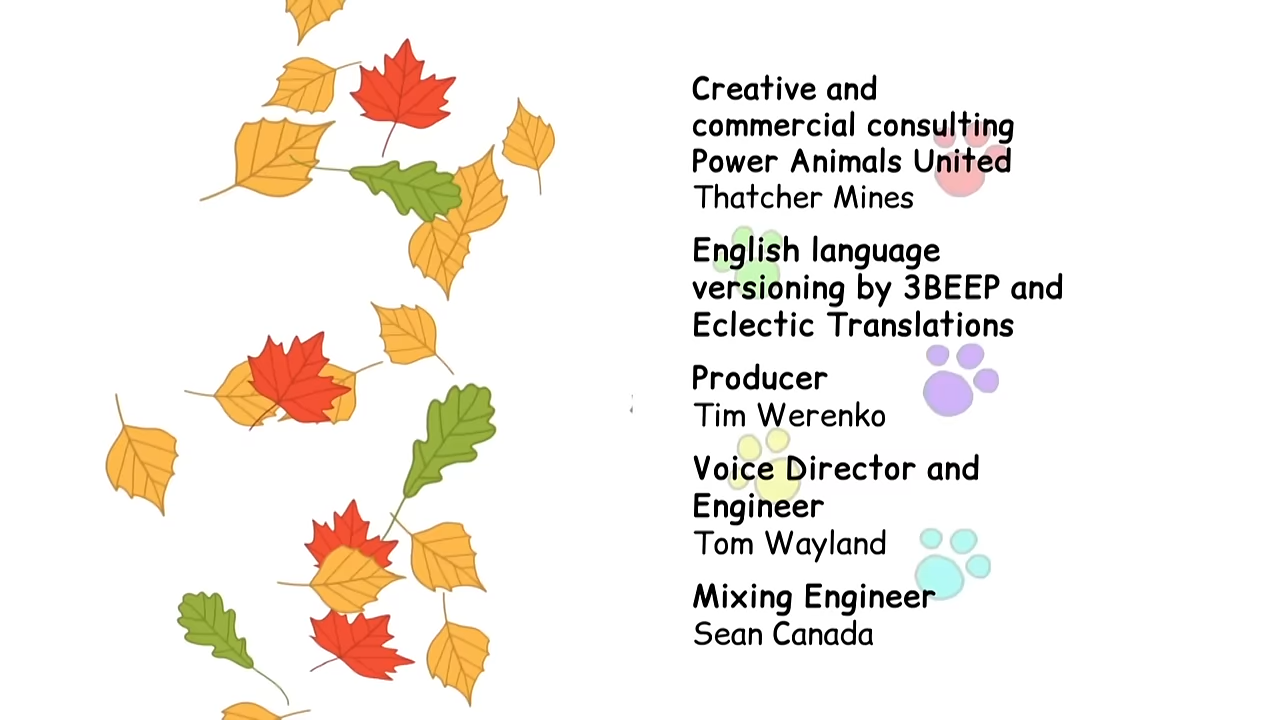 Creative and
commercial consulting
Power Animals United
Thatcher Mines
English language
versioning by 3BEEP and
Eclectic Translations
Producer
Tim Werenko
Voice Director and
Engineer
Tom Wayland
Mixing Engineer
Sean Canada